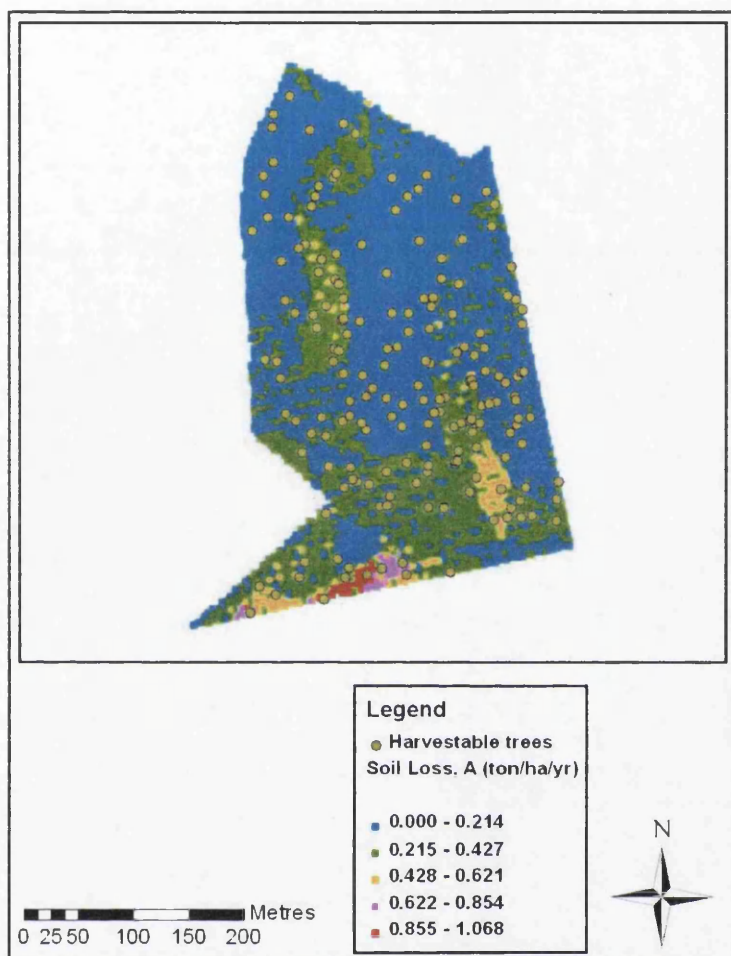 Legend
Harvestable trees
Soil Loss, A (ton/ha/yr)
0.000 - 0.214
0.215 - 0.427
0.428 - 0.621
0.622 - 0.854
0.855 - 1.068
N
Metres
0 25 50 100 150 200